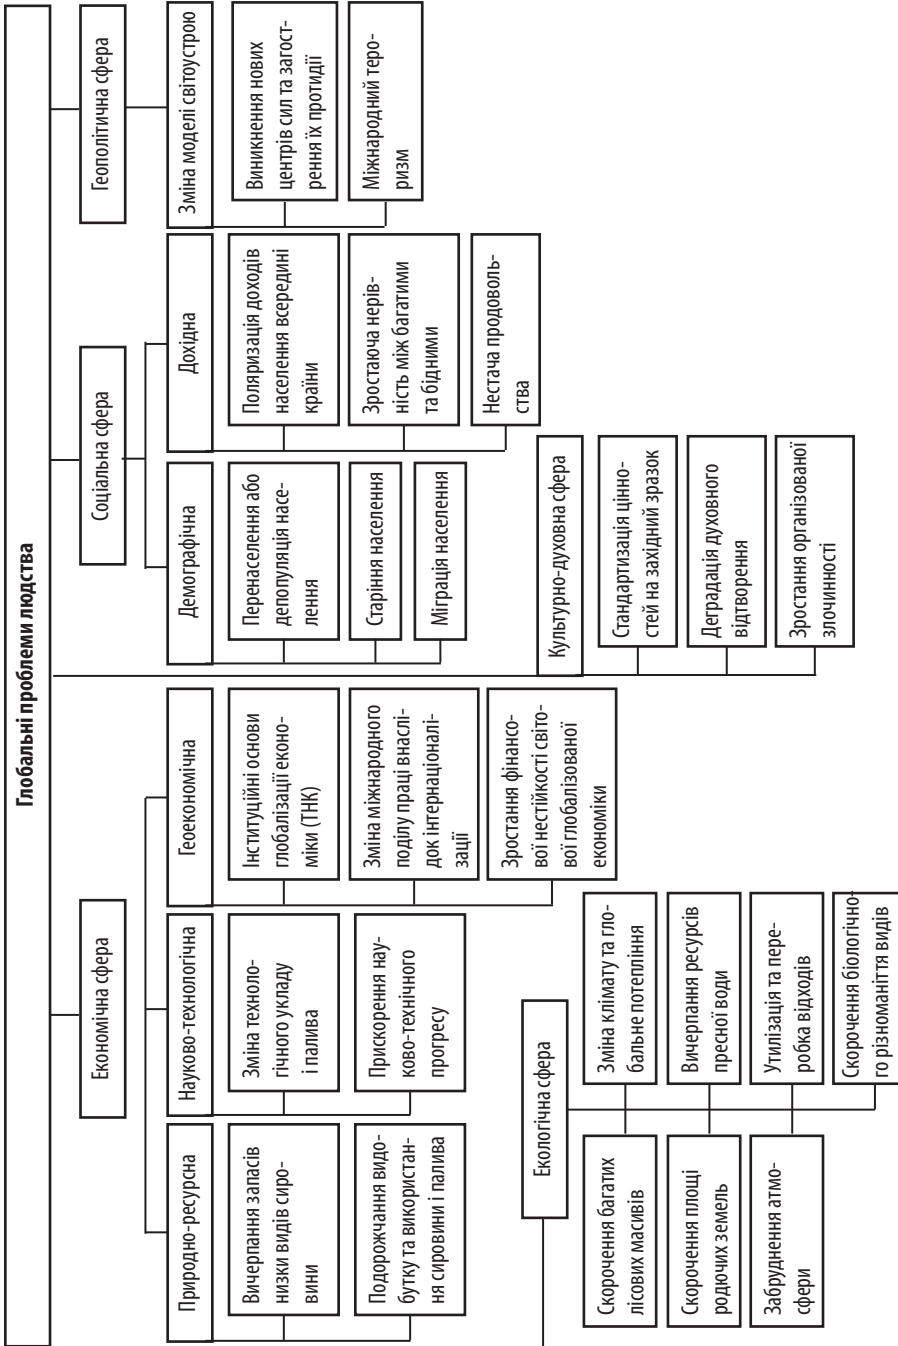 Глобальні проблеми людства
Економічна сфера
Соціальна сфера
Геополітична сфера
Природно-ресурсна
Науково-технологічна
Геоекономічна
Демографічна
Дохідна
Зміна моделі світоустрою
Вичерпання запасів
низки видів сиро-
вини
Подорожчання видо-
бутку та використан-
ня сировини і палива
Зміна техноло-
гічного укладу
і палива
Прискорення нау-
ково-технічного
прогресу
Інституційні основи
глобалізації еконо-
міки (ТНК)
Зміна міжнародного
поділу праці внаслі-
док інтернаціоналі-
зації
Зростання фінансо-
вої нестійкості світо-
вої глобалізованої
економіки
Перенаселення або
депопуляція насе-
лення
Старіння населення
Міграція населення
Поляризація доходів
населення всередині
країни
Зростаюча нерів-
ність між багатими
та бідними
Нестача продоволь-
ства
Виникнення нових
центрів сил та загост-
рення їх протидії
Міжнародний теро-
ризм
Екологічна сфера
Скорочення багатих
лісових масивів
Скорочення площі
родючих земель
Забруднення атмо-
сфери
Зміна клімату та гло-
бальне потепління
Вичерпання ресурсів
пресної води
Утилізація та пере-
робка відходів
Скорочення біологічно-
го різноманіття видів
Культурно-духовна сфера
Стандартизація цінно-
стей на західний зразок
Деградація духовного
відтворення
Зростання організованої
злочинності